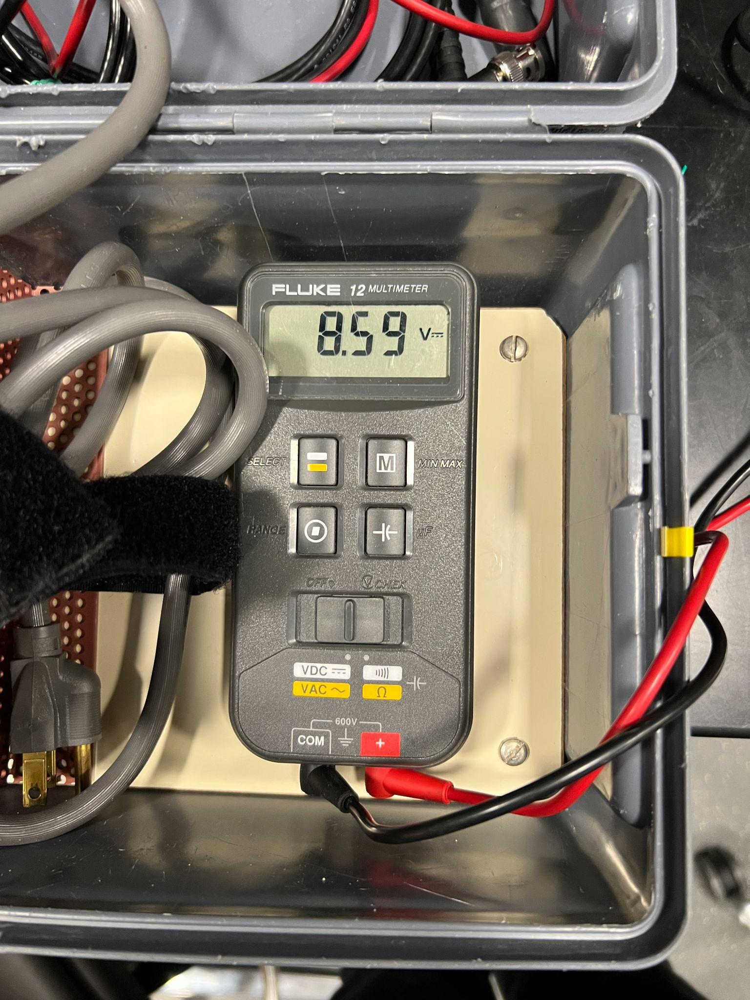 FLUKE 12 MULTIMETER
8.59 V
SELECT
M MIN MAX
RANGE
µF
OFF
V CHEK
VDC
VAC
Ω
600V
COM
+